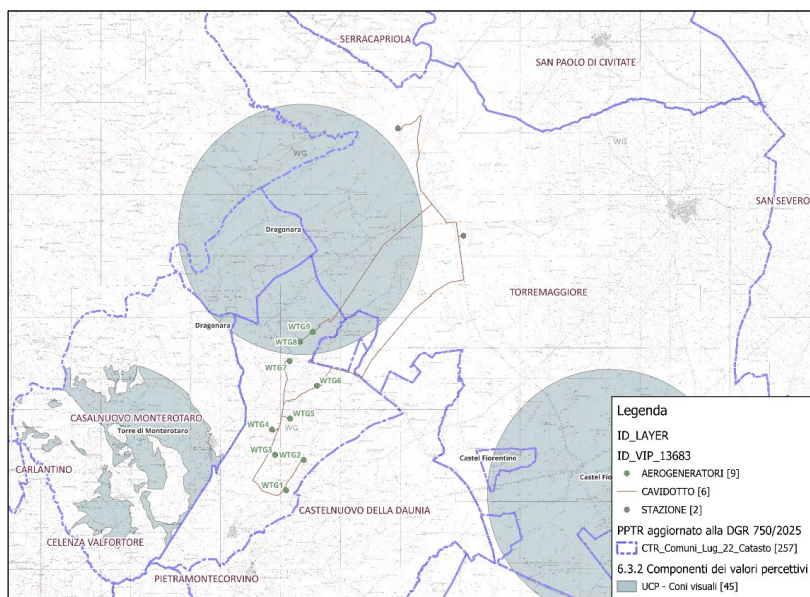 SERRACAPRIOLA
SAN PAOLO DI CIVITATE
WG
WG
SAN SEVERO
Dragonara
TORREMAGGIORE
Dragonara
WTG9
WTG8
WTG7
WTG6
CASALNUOVO MONTEROTARO
Torre di Monterotaro
WTG5
WTG4
WG
WTG3
WTG2
CARLANTINO
Castel Fiorentino
Castel Fio
WTG1
CASTELNUOVO DELLA DAUNIA
CELENZA VALFORTORE
PIETRAMONTECORVINO
Legenda
ID_LAYER
ID_VIP_13683
AEROGENERATORI [9]
CAVIDOTTO [6]
STAZIONE [2]
PPTR aggiornato alla DGR 750/2025
CTR_Comuni_Lug_22_Catasto [257]
6.3.2 Componenti dei valori percettivi
UCP - Coni visuali [45]